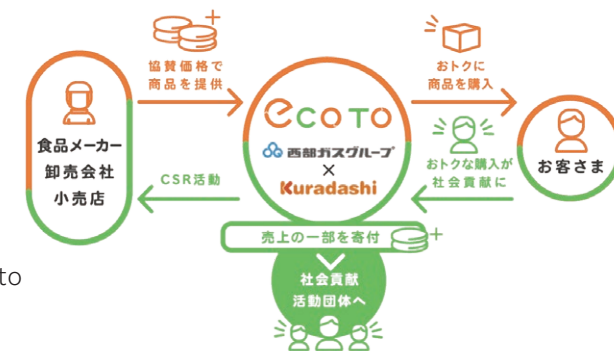 協賛価格で
商品を提供
おトクに
商品を購入
ecoto
西部ガスグループ
×
Kuradashi
食品メーカー
卸売会社
小売店
CSR活動
おトクな購入が
社会貢献に
お客さま
売上の一部を寄付
社会貢献
活動団体へ
to